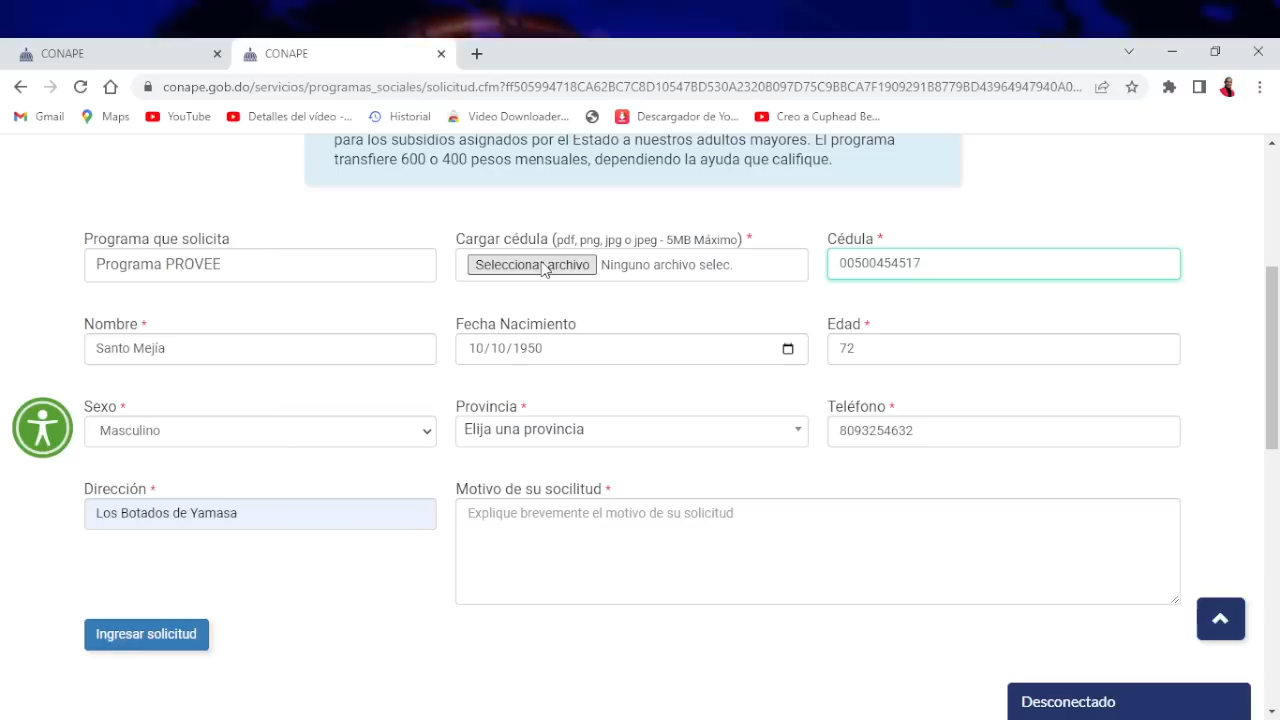 CONAPE
CONAPE
conape.gob.do/servicios/programas_sociales/solicitud.cfm?ff505994718CA62BC7C8D10547BD530A2320B097D75C9BBCA7F1909291B8779BD43964947940A0...
Gmail
Maps
YouTube
Detalles del vídeo -...
Historial
Video Downloader...
Descargador de Yo...
Creo a Cuphead Be...
para los subsidios asignados por el Estado a nuestros adultos mayores. El programa
transfiere 600 o 400 pesos mensuales, dependiendo la ayuda que califique.
Programa que solicita
Cargar cédula (pdf, png, jpg o jpeg - 5MB Máximo) *
Cédula *
Programa PROVEE
Seleccionar archivo Ninguno archivo selec.
00500454517
Nombre *
Fecha Nacimiento
Edad *
Santo Mejía
10/10/1950
72
Sexo *
Provincia *
Teléfono *
Masculino
Elija una provincia
8093254632
Dirección *
Motivo de su socilitud *
Los Botados de Yamasa
Explique brevemente el motivo de su solicitud
Ingresar solicitud
Desconectado